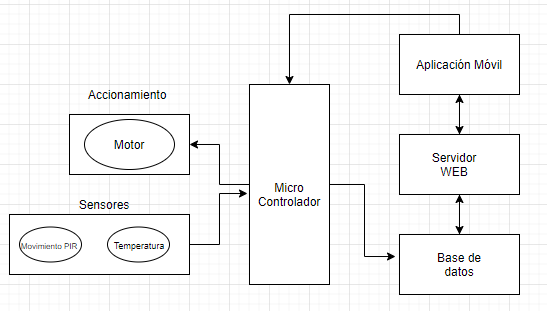 Aplicación Móvil
Accionamiento
Motor
Servidor
WEB
Micro
Controlador
Sensores
Movimiento PIR
Temperatura
Base de
datos